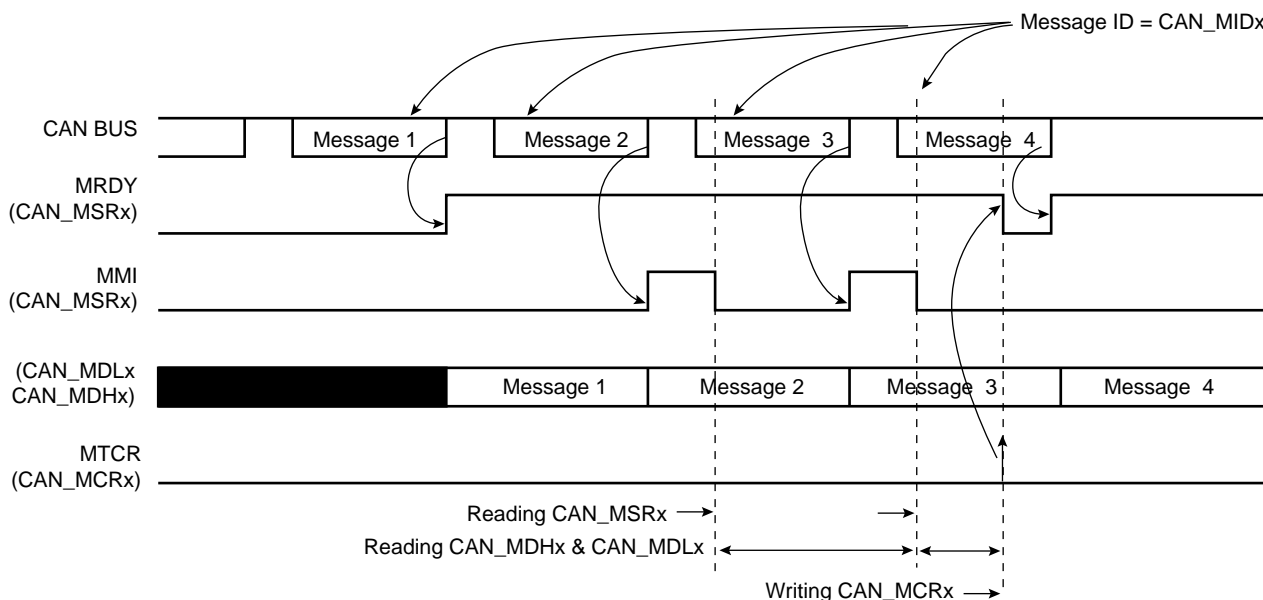 Message ID = CAN_MIDx
CAN BUS
Message 1
Message 2
Message 3
Message 4
MRDY
(CAN_MSRx)
MMI
(CAN_MSRx)
(CAN_MDLx
CAN_MDHx)
Message 1
Message 2
Message 3
Message 4
MTCR
(CAN_MCRx)
Reading CAN_MSRx
Reading CAN_MDHx & CAN_MDLx
Writing CAN_MCRx